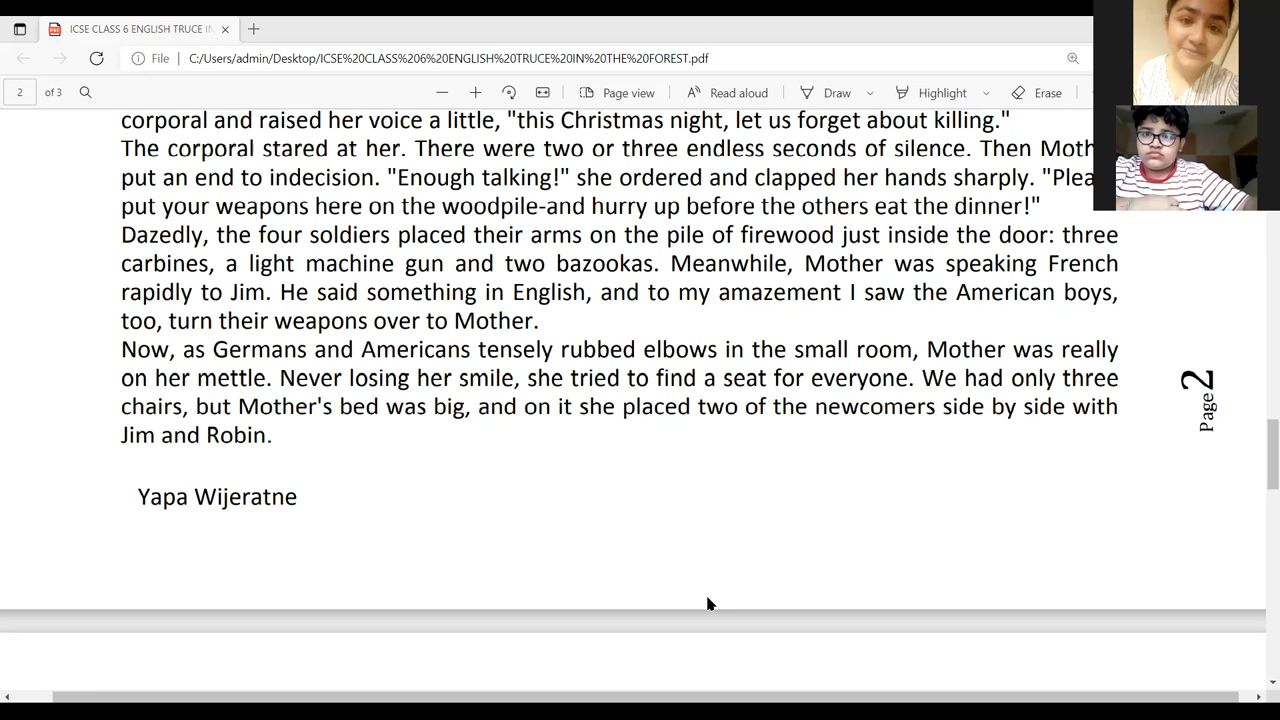 ICSE CLASS 6 ENGLISH TRUCE IN
File C:/Users/admin/Desktop/ICSE%20CLASS%206%20ENGLISH%20TRUCE%20IN%20THE%20FOREST.pdf
2 of 3 Page view Read aloud Draw Highlight Erase
corporal and raised her voice a little, "this Christmas night, let us forget about killing."
The corporal stared at her. There were two or three endless seconds of silence. Then Moth
put an end to indecision. "Enough talking!" she ordered and clapped her hands sharply. "Plea
put your weapons here on the woodpile-and hurry up before the others eat the dinner!"
Dazedly, the four soldiers placed their arms on the pile of firewood just inside the door: three
carbines, a light machine gun and two bazookas. Meanwhile, Mother was speaking French
rapidly to Jim. He said something in English, and to my amazement I saw the American boys,
too, turn their weapons over to Mother.
Now, as Germans and Americans tensely rubbed elbows in the small room, Mother was really
on her mettle. Never losing her smile, she tried to find a seat for everyone. We had only three
chairs, but Mother's bed was big, and on it she placed two of the newcomers side by side with
Jim and Robin.
Page 2
Yapa Wijeratne